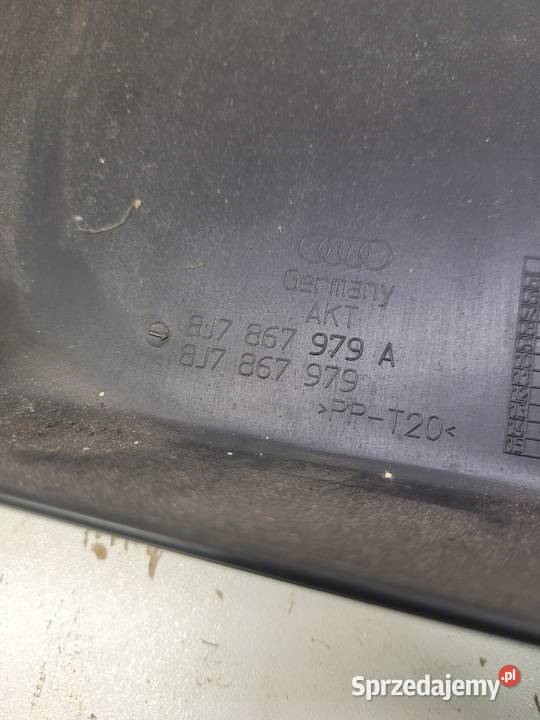 Germany
AKT
8J7 867 979 A
8J7 867 979
>PP-T20<
Sprzedajemy.pl